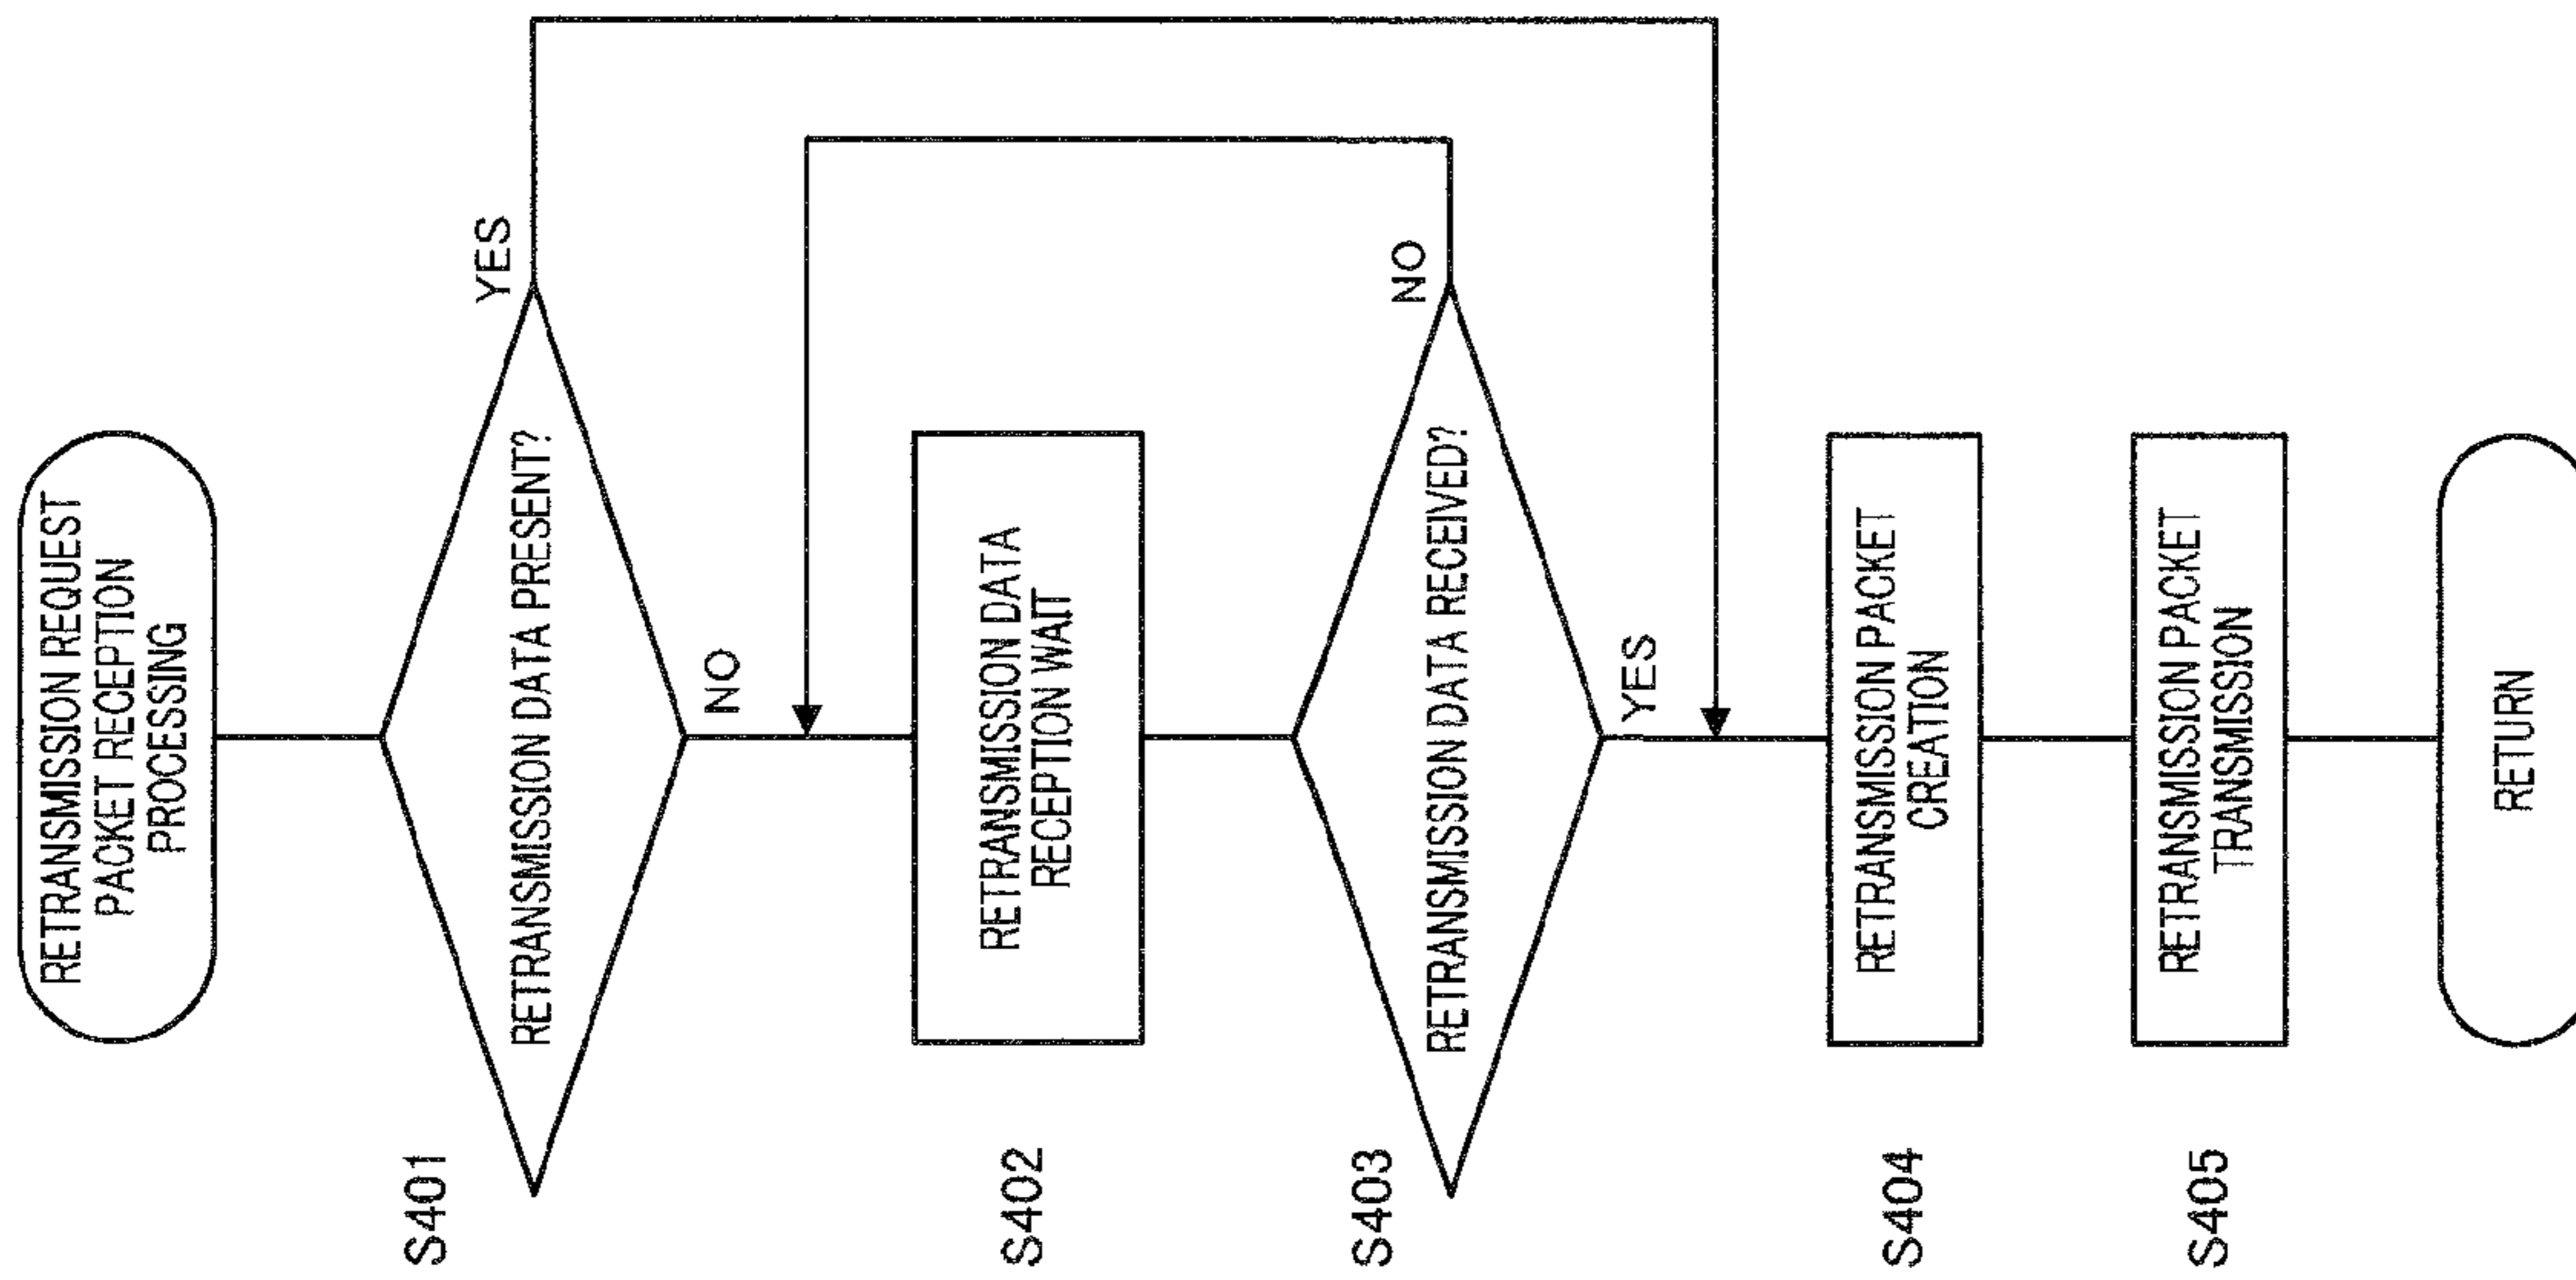 RETRANSMISSION REQUEST
PACKET RECEPTION
PROCESSING
S401
RETRANSMISSION DATA PRESENT?
YES
NO
S402
RETRANSMISSION DATA
RECEPTION WAIT
S403
RETRANSMISSION DATA RECEIVED?
NO
YES
S404
RETRANSMISSION PACKET
CREATION
S405
RETRANSMISSION PACKET
TRANSMISSION
RETURN